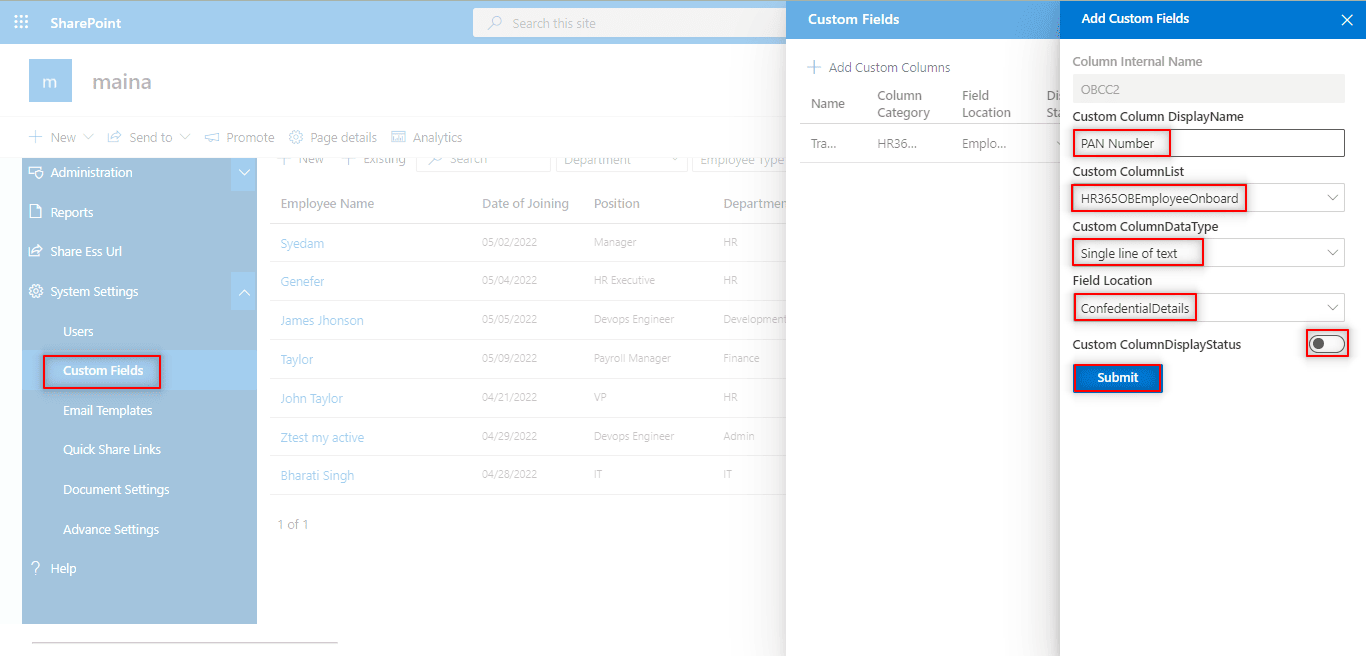 SharePoint
Search this site
m
maina
New
Send to
Promote
Page details
Analytics
Administration
Reports
Share Ess Url
System Settings
Users
Custom Fields
Email Templates
Quick Share Links
Document Settings
Advance Settings
? Help
New
Existing
Search
Department
Employee Type
Employee Name Date of Joining Position Departmen
Syedam 05/02/2022 Manager HR
Genefer 05/04/2022 HR Executive HR
James Jhonson 05/05/2022 Devops Engineer Development
Taylor 05/09/2022 Payroll Manager Finance
John Taylor 04/21/2022 VP HR
Ztest my active 04/29/2022 Devops Engineer Admin
Bharati Singh 04/28/2022 IT IT
1 of 1
Custom Fields
Add Custom Columns
Name
Column
Category
Field
Location
Di
Sta
Tra... HR36... Emplo...
Add Custom Fields
Column Internal Name
OBCC2
Custom Column DisplayName
PAN Number
Custom ColumnList
HR365OBEmployeeOnboard
Custom ColumnDataType
Single line of text
Field Location
ConfedentialDetails
Custom ColumnDisplayStatus
Submit